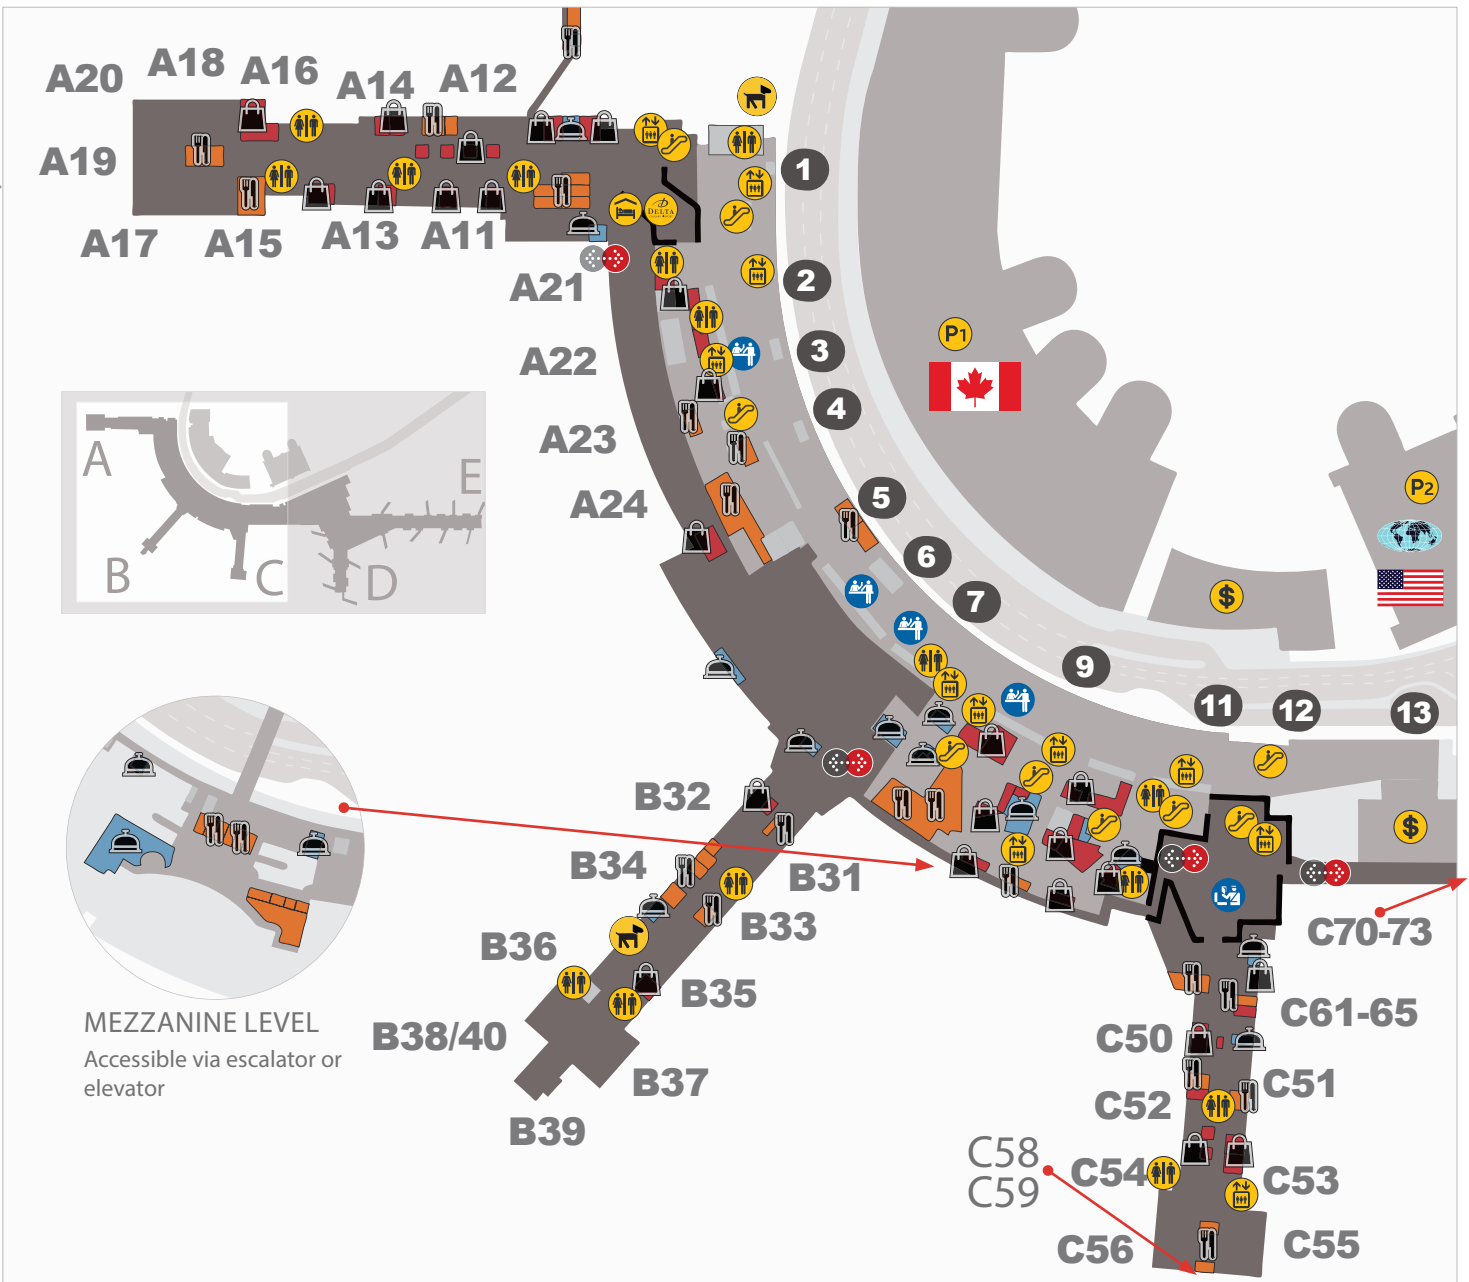 A20
A18
A16
A14
A12
A19
A17
A15
A13
A11
DELTA
A21
A22
A23
A24
1
2
3
4
5
6
7
9
11
12
13
P1
P2
$
$
A
B
C
D
E
B32
B34
B31
B33
B36
B35
B38/40
B37
B39
MEZZANINE LEVEL
Accessible via escalator or
elevator
C70-73
C61-65
C50
C51
C52
C58
C59
C54
C53
C56
C55